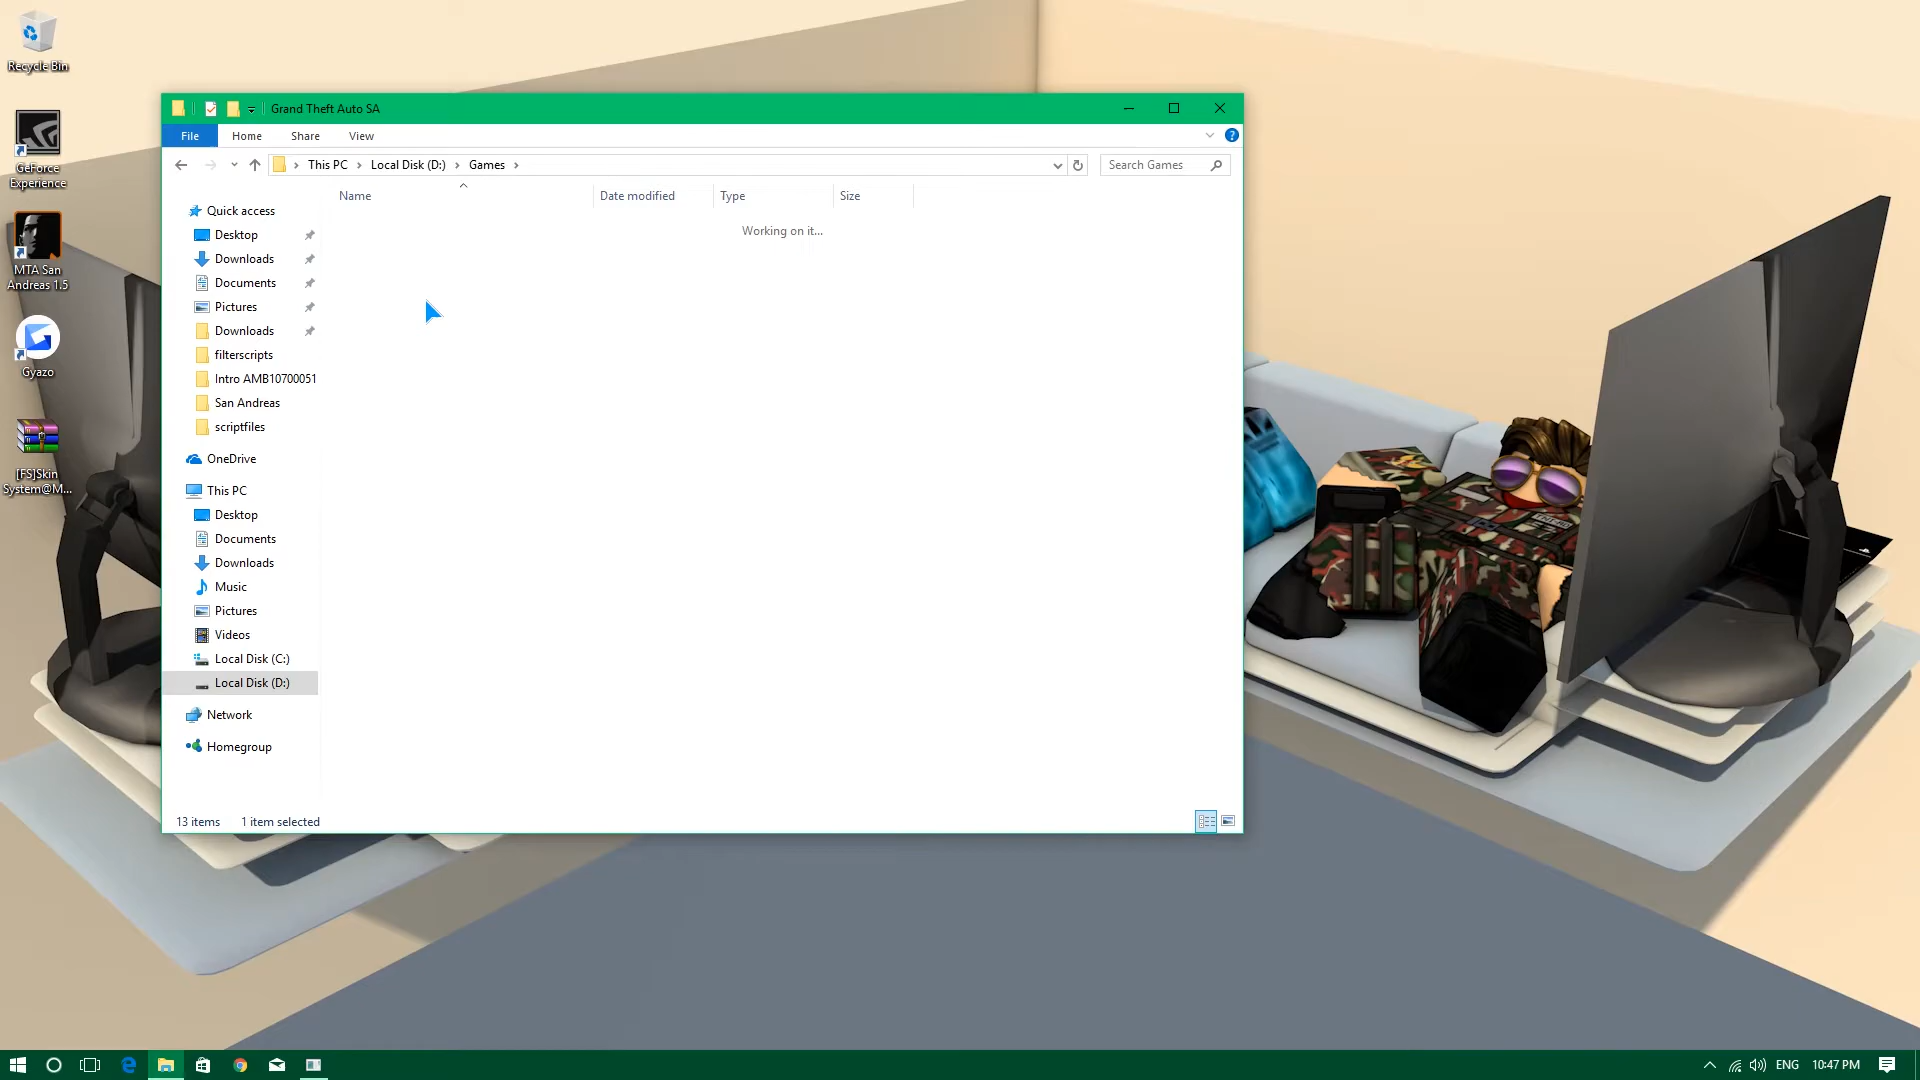 Recycle Bin
GeForce
Experience
MTA San
Andreas 1.5
Gyazo
[FS]Skin
System@M...
Grand Theft Auto SA
File
Home
Share
View
This PC
Local Disk (D:)
Games
Search Games
Name
Date modified
Type
Size
Working on it...
Quick access
Desktop
Downloads
Documents
Pictures
Downloads
filterscripts
Intro AMB10700051
San Andreas
scriptfiles
OneDrive
This PC
Desktop
Documents
Downloads
Music
Pictures
Videos
Local Disk (C:)
Local Disk (D:)
Network
Homegroup
13 items
1 item selected
ENG
10:47 PM